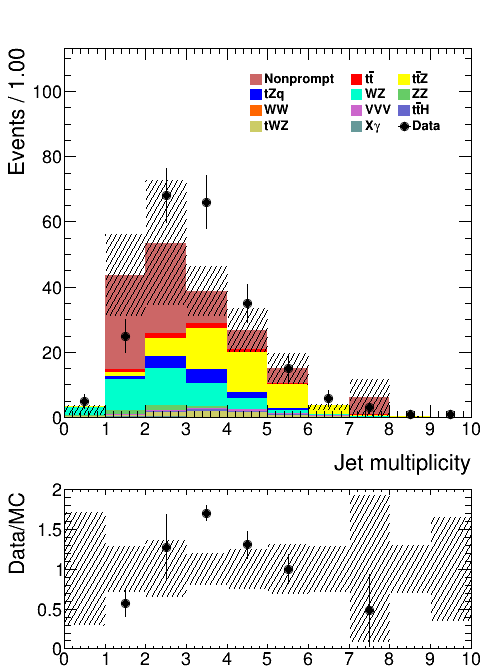 Events / 1.00
100
80
60
40
20
0
Nonprompt tt̄ tt̄Z
tZq WZ ZZ
WW VVV tt̄H
tWZ Xγ Data
0 1 2 3 4 5 6 7 8 9 10
Jet multiplicity
Data/MC
2
1.5
1
0.5
0
0 1 2 3 4 5 6 7 8 9 10